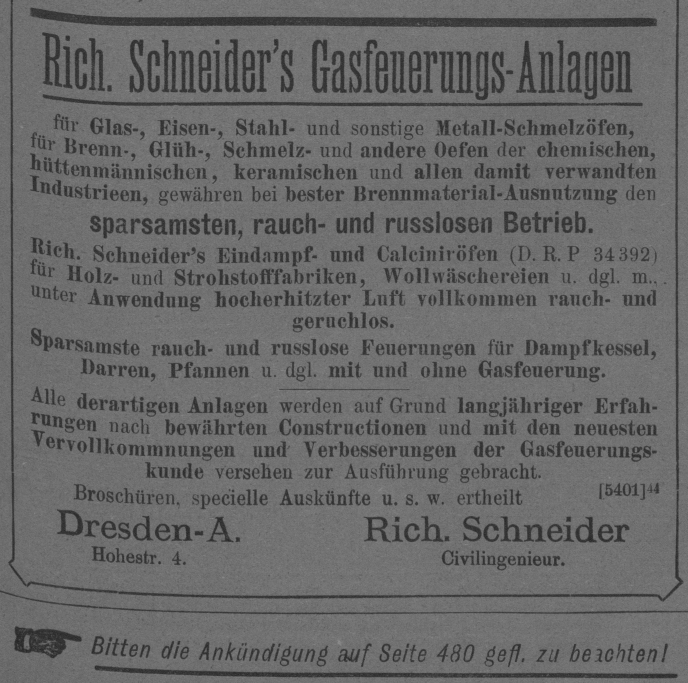 Rich. Schneider's Gasfeuerungs-Anlagen
für Glas-, Eisen-, Stahl- und sonstige Metall-Schmelzöfen,
für Brenn-, Glüh-, Schmelz- und andere Oefen der chemischen,
hüttenmännischen, keramischen und allen damit verwandten
Industrieen, gewähren bei bester Brennmaterial-Ausnutzung den
sparsamsten, rauch- und russlosen Betrieb.
Rich. Schneider's Eindampf- und Calciniröfen (D. R. P 34392)
für Holz- und Strohstofffabriken, Wollwäschereien u. dgl. m.,
unter Anwendung hocherhitzter Luft vollkommen rauch- und
geruchlos.
Sparsamste rauch- und russlose Feuerungen für Dampfkessel,
Darren, Pfannen u. dgl. mit und ohne Gasfeuerung.
Alle derartigen Anlagen werden auf Grund langjähriger Erfah-
rungen nach bewährten Constructionen und mit den neuesten
Vervollkommnungen und Verbesserungen der Gasfeuerungs-
kunde versehen zur Ausführung gebracht.
Broschüren, specielle Auskünfte u. s. w. ertheilt [5401]44
Dresden-A. Rich. Schneider
Hohestr. 4. Civilingenieur.
Bitten die Ankündigung auf Seite 480 gefl. zu beachten!